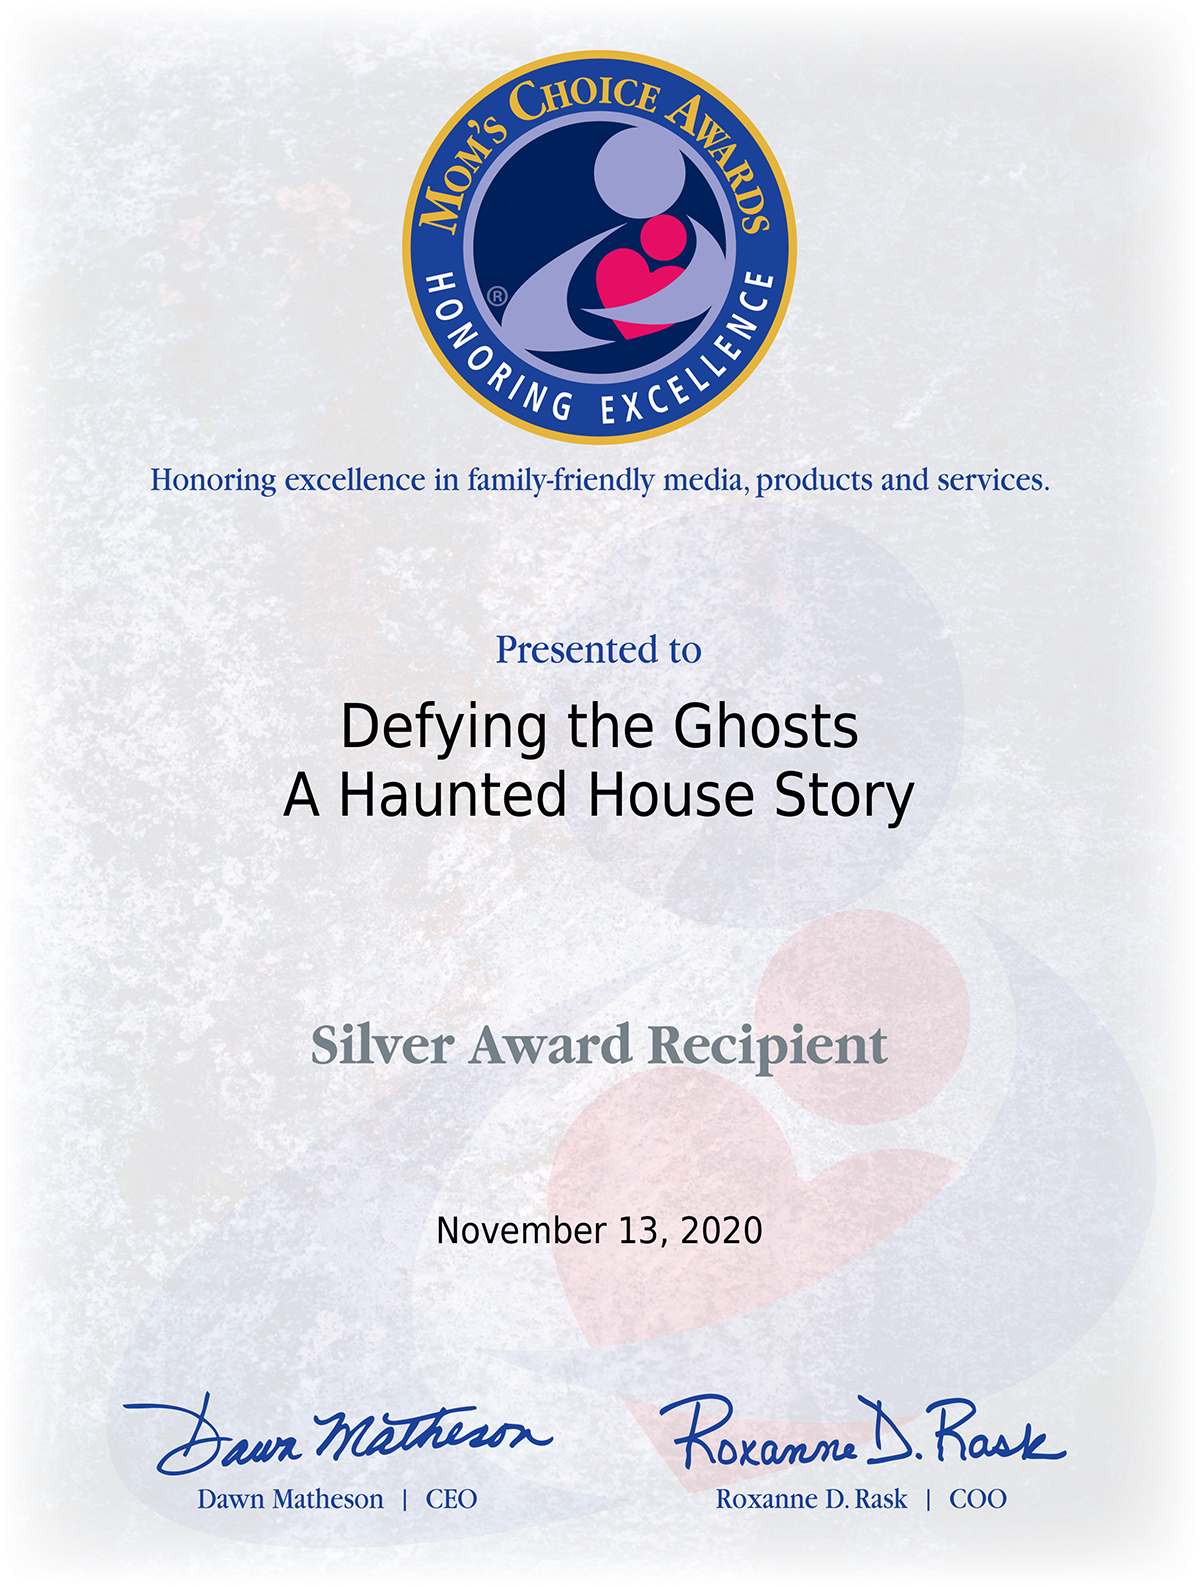 MOM'S CHOICE AWARDS
®
HONORING EXCELLENCE
Honoring excellence in family-friendly media, products and services.
Presented to
Defying the Ghosts
A Haunted House Story
Silver Award Recipient
November 13, 2020
Dawn Matheson Roxanne D. Rask
Dawn Matheson | CEO Roxanne D. Rask | COO